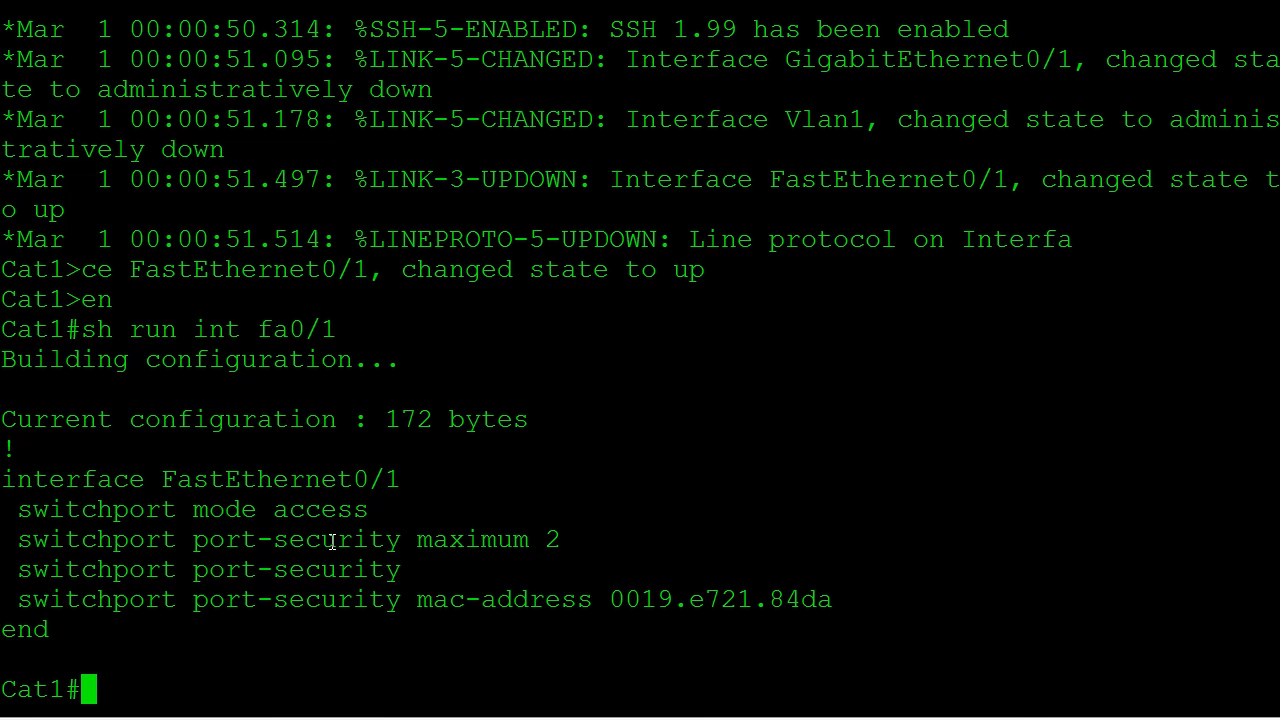 *Mar  1 00:00:50.314: %SSH-5-ENABLED: SSH 1.99 has been enabled
*Mar  1 00:00:51.095: %LINK-5-CHANGED: Interface GigabitEthernet0/1, changed sta
te to administratively down
*Mar  1 00:00:51.178: %LINK-5-CHANGED: Interface Vlan1, changed state to adminis
tratively down
*Mar  1 00:00:51.497: %LINK-3-UPDOWN: Interface FastEthernet0/1, changed state t
o up
*Mar  1 00:00:51.514: %LINEPROTO-5-UPDOWN: Line protocol on Interfa
Cat1>ce FastEthernet0/1, changed state to up
Cat1>en
Cat1#sh run int fa0/1
Building configuration...

Current configuration : 172 bytes
!
interface FastEthernet0/1
 switchport mode access
 switchport port-security maximum 2
 switchport port-security
 switchport port-security mac-address 0019.e721.84da
end

Cat1#